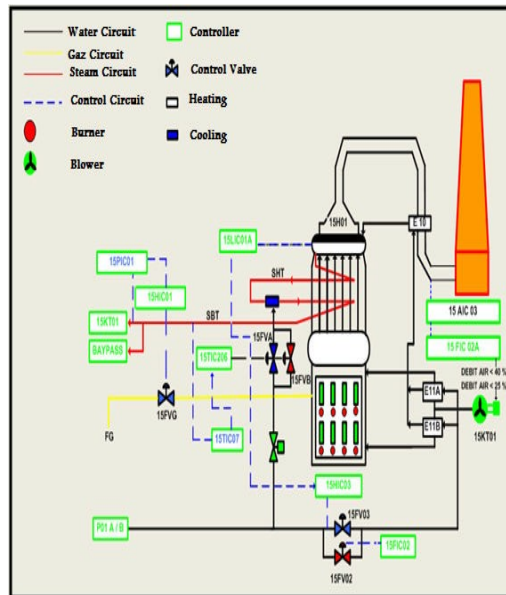 Water Circuit
Gaz Circuit
Steam Circuit
Control Circuit
Burner
Blower
Controller
Control Valve
Heating
Cooling
15H01
E 10
15LIC01A
SHT
15PIC01
15HIC01
15KT01
SBT
BAYPASS
15FVA
15TIC206
15FVB
15FVG
FG
15TIC07
15 AIC 03
15 FIC 02A
DEBIT AIR < 40 %
DEBIT AIR < 25 %
E11A
E11B
15KT01
15HIC03
P01 A / B
15FV03
15FIC02
15FV02